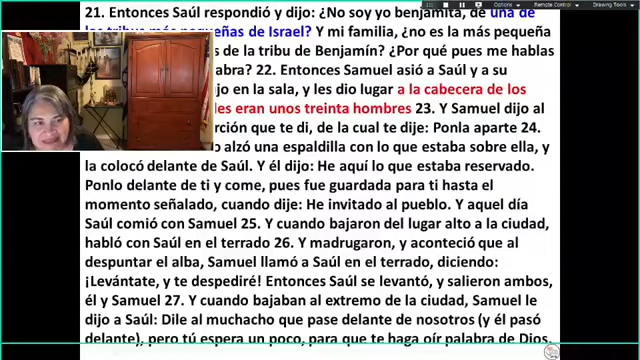 Options
Remote Control
Drawing Tools
21. Entonces Saúl respondió y dijo: ¿No soy yo benjamita, de una de
más pequeñas de Israel? Y mi familia, ¿no es la más pequeña
de la tribu de Benjamín? ¿Por qué pues me hablas
22. Entonces Samuel asió a Saúl y a su
en la sala, y les dio lugar a la cabecera de los
eran unos treinta hombres 23. Y Samuel dijo al
que te di, de la cual te dije: Ponla aparte 24.
alzó una espaldilla con lo que estaba sobre ella, y
la colocó delante de Saúl. Y él dijo: He aquí lo que estaba reservado.
Ponlo delante de ti y come, pues fue guardada para ti hasta el
momento señalado, cuando dije: He invitado al pueblo. Y aquel día
Saúl comió con Samuel 25. Y cuando bajaron del lugar alto a la ciudad,
habló con Saúl en el terrado 26. Y madrugaron, y aconteció que al
despuntar el alba, Samuel llamó a Saúl en el terrado, diciendo:
¡Levántate, y te despediré! Entonces Saúl se levantó, y salieron ambos,
él y Samuel 27. Y cuando bajaban al extremo de la ciudad, Samuel le
dijo a Saúl: Dile al muchacho que pase delante de nosotros (y él pasó
delante), pero tú espera un poco, para que te haga oír palabra de Dios.